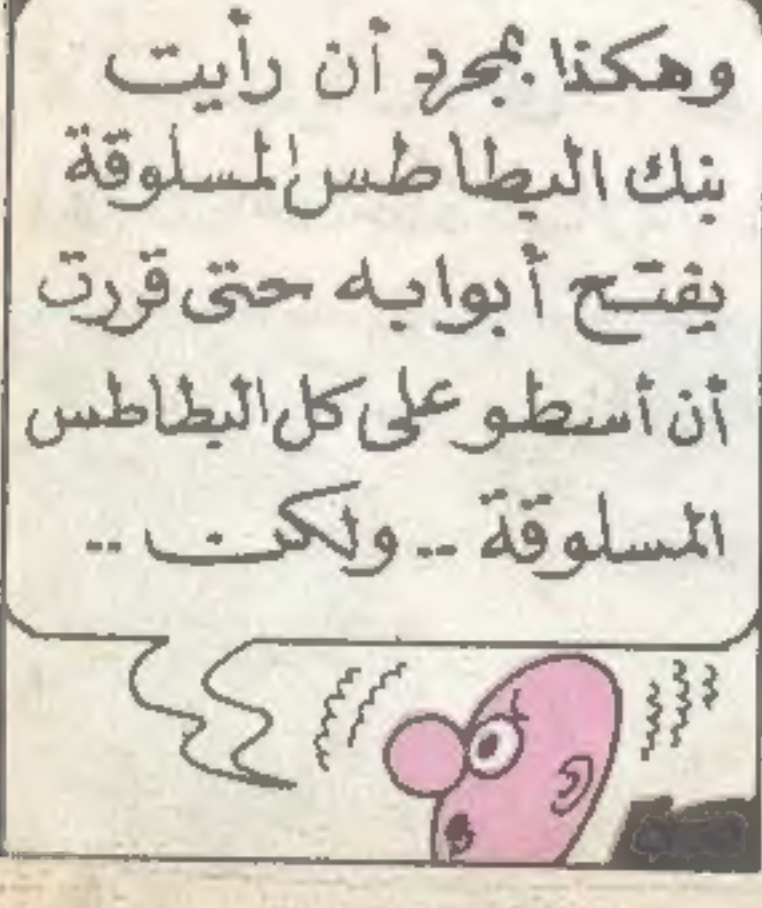 وهكذا بمجرد أن رأيت
بنك البطاطس المسلوقة
يفتح أبوابه حتى قررت
أن أسطو على كل البطاطس
المسلوقة .. ولكن ..